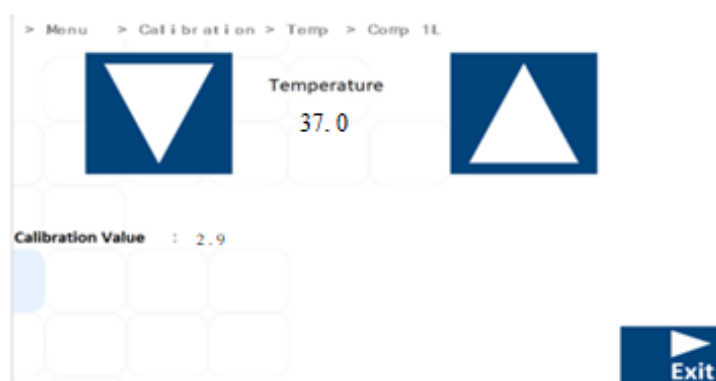 > Menu > Calibration > Temp > Comp 1L
Temperature
37.0
Calibration Value : 2.9
Exit